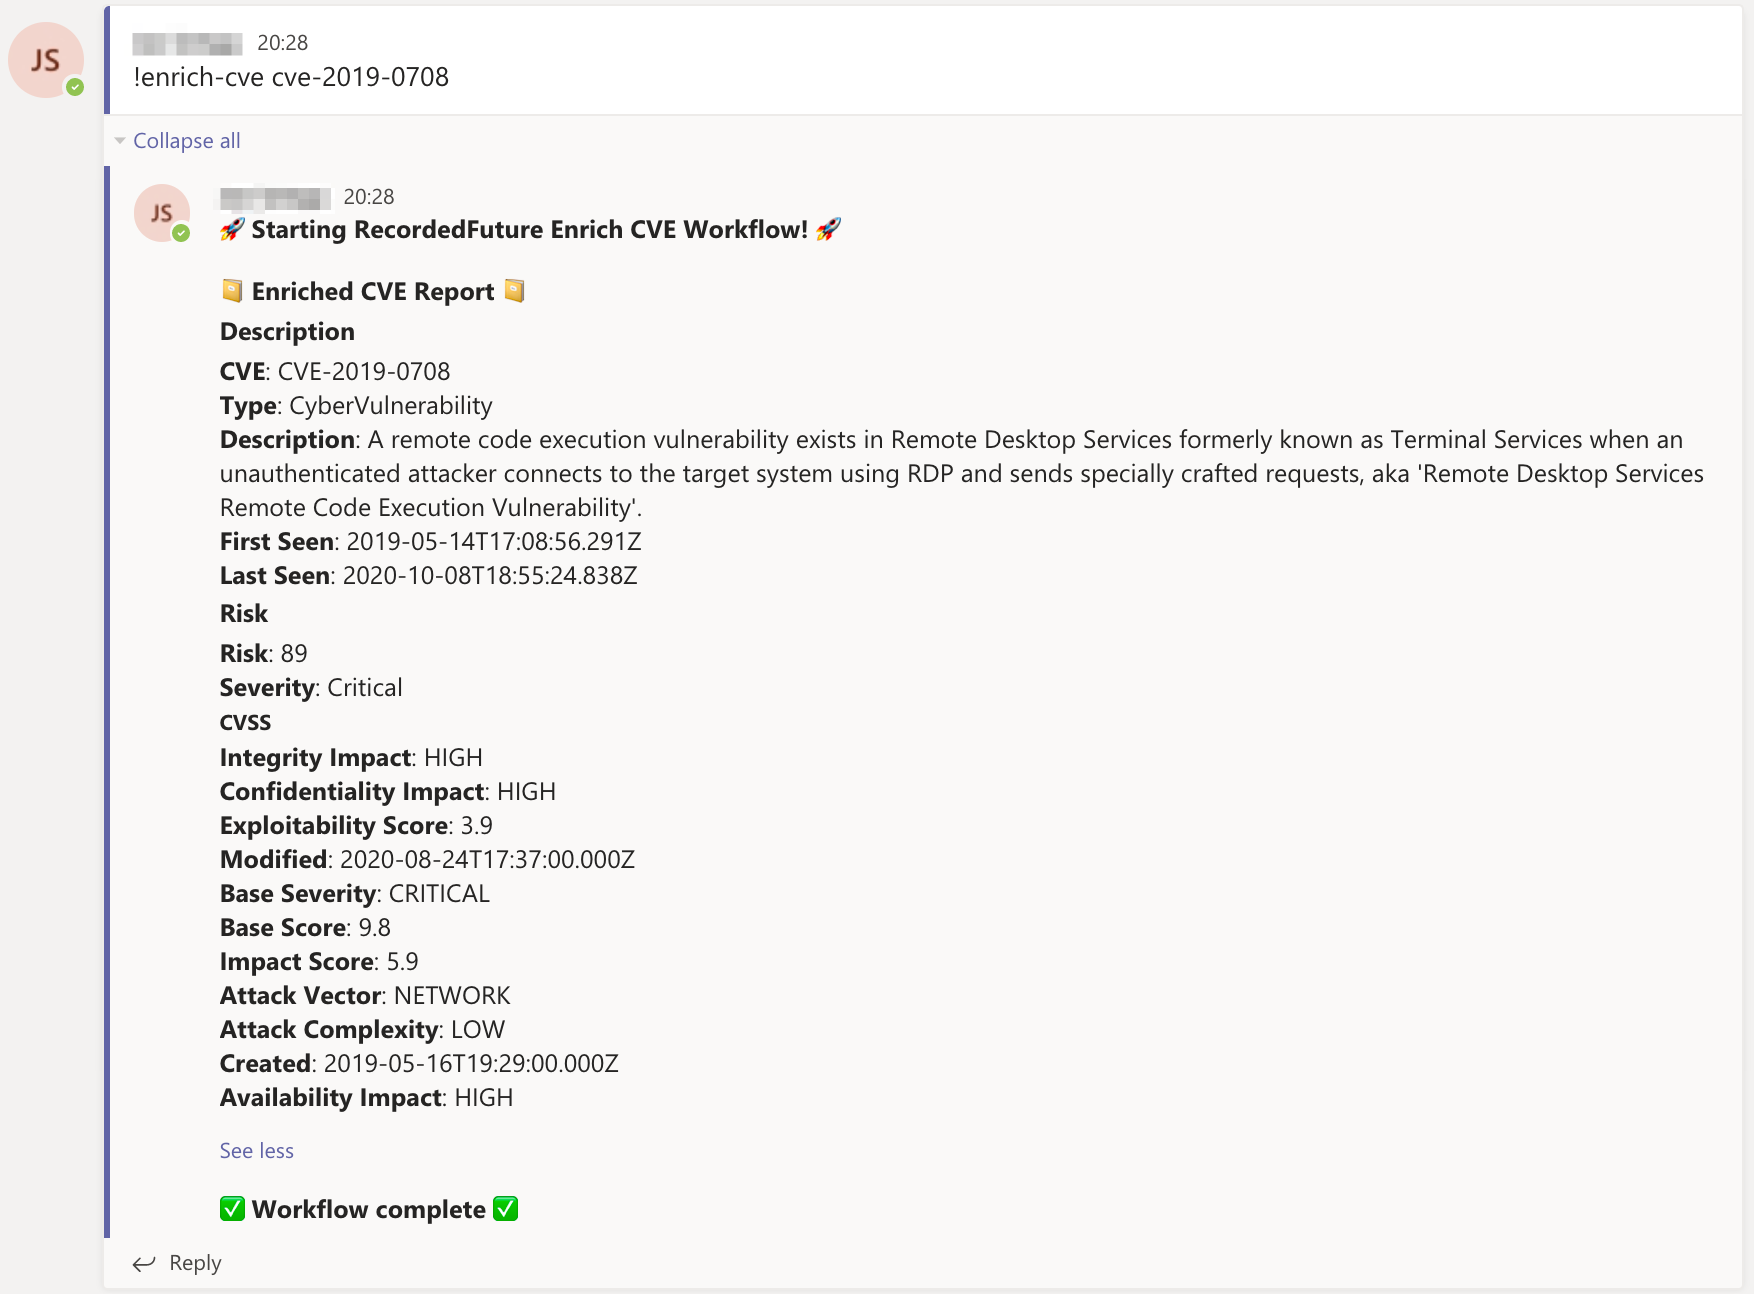 JS
20:28
!enrich-cve cve-2019-0708
Collapse all
JS
20:28
🚀 Starting RecordedFuture Enrich CVE Workflow! 🚀
📒 Enriched CVE Report 📒
Description
CVE: CVE-2019-0708
Type: CyberVulnerability
Description: A remote code execution vulnerability exists in Remote Desktop Services formerly known as Terminal Services when an
unauthenticated attacker connects to the target system using RDP and sends specially crafted requests, aka 'Remote Desktop Services
Remote Code Execution Vulnerability'.
First Seen: 2019-05-14T17:08:56.291Z
Last Seen: 2020-10-08T18:55:24.838Z
Risk
Risk: 89
Severity: Critical
CVSS
Integrity Impact: HIGH
Confidentiality Impact: HIGH
Exploitability Score: 3.9
Modified: 2020-08-24T17:37:00.000Z
Base Severity: CRITICAL
Base Score: 9.8
Impact Score: 5.9
Attack Vector: NETWORK
Attack Complexity: LOW
Created: 2019-05-16T19:29:00.000Z
Availability Impact: HIGH
See less
✅ Workflow complete ✅
Reply